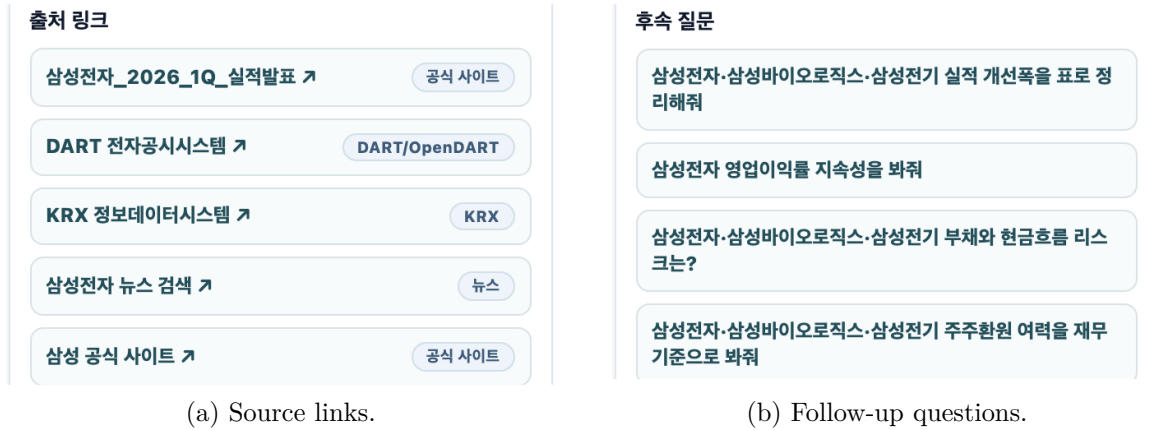 출처 링크
삼성전자_2026_1Q_실적발표 ↗
공식 사이트
DART 전자공시시스템 ↗
DART/OpenDART
KRX 정보데이터시스템 ↗
KRX
삼성전자 뉴스 검색 ↗
뉴스
삼성 공식 사이트 ↗
공식 사이트
(a) Source links.
후속 질문
삼성전자·삼성바이오로직스·삼성전기 실적 개선폭을 표로 정
리해줘
삼성전자 영업이익률 지속성을 봐줘
삼성전자·삼성바이오로직스·삼성전기 부채와 현금흐름 리스
크는?
삼성전자·삼성바이오로직스·삼성전기 주주환원 여력을 재무
기준으로 봐줘
(b) Follow-up questions.